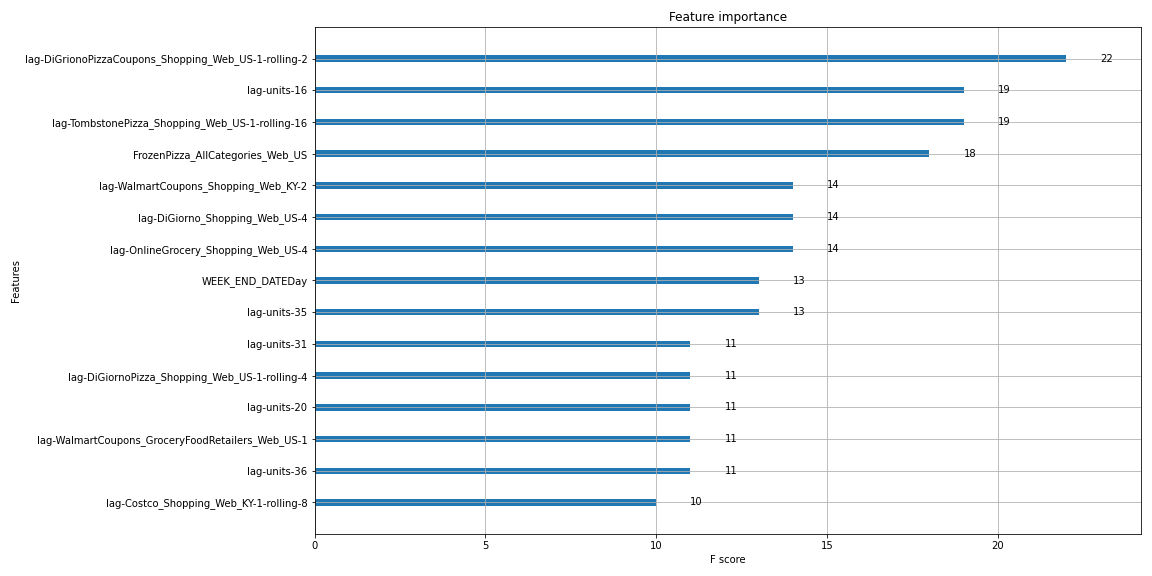 Feature importance
lag-DiGrionoPizzaCoupons_Shopping_Web_US-1-rolling-2 22
lag-units-16 19
lag-TombstonePizza_Shopping_Web_US-1-rolling-16 19
FrozenPizza_AllCategories_Web_US 18
lag-WalmartCoupons_Shopping_Web_KY-2 14
lag-DiGiorno_Shopping_Web_US-4 14
lag-OnlineGrocery_Shopping_Web_US-4 14
WEEK_END_DATEDay 13
lag-units-35 13
lag-units-31 11
lag-DiGiornoPizza_Shopping_Web_US-1-rolling-4 11
lag-units-20 11
lag-WalmartCoupons_GroceryFoodRetailers_Web_US-1 11
lag-units-36 11
lag-Costco_Shopping_Web_KY-1-rolling-8 10
Features
0 5 10 15 20
F score